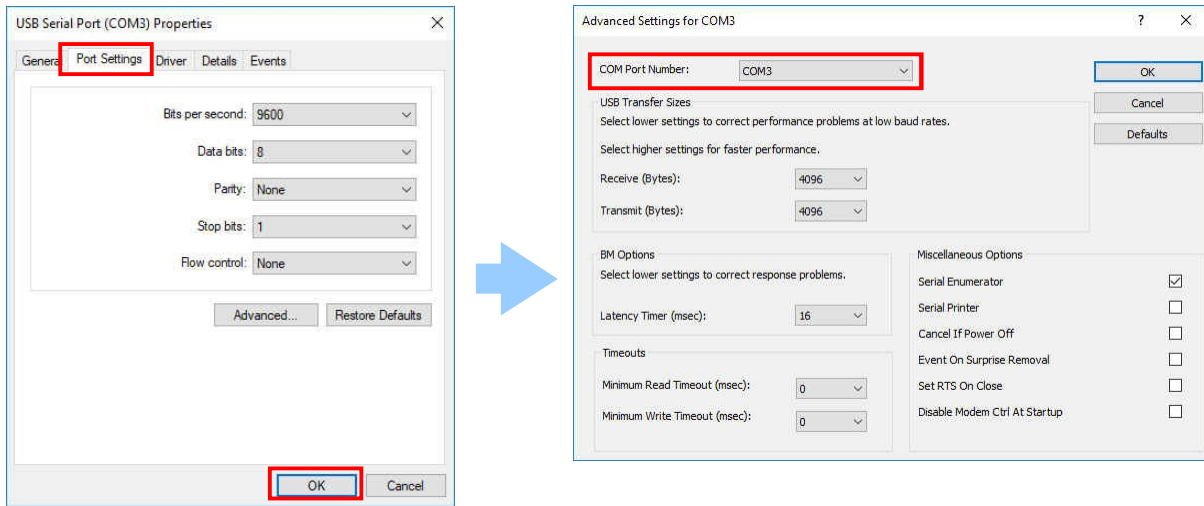 USB Serial Port (COM3) Properties
General Port Settings Driver Details Events
Bits per second: 9600
Data bits: 8
Parity: None
Stop bits: 1
Flow control: None
Advanced... Restore Defaults
OK Cancel
Advanced Settings for COM3 ?
COM Port Number: COM3
OK
Cancel
Defaults
USB Transfer Sizes
Select lower settings to correct performance problems at low baud rates.
Select higher settings for faster performance.
Receive (Bytes): 4096
Transmit (Bytes): 4096
BM Options
Select lower settings to correct response problems.
Latency Timer (msec): 16
Timeouts
Minimum Read Timeout (msec): 0
Minimum Write Timeout (msec): 0
Miscellaneous Options
Serial Enumerator
Serial Printer
Cancel If Power Off
Event On Surprise Removal
Set RTS On Close
Disable Modem Ctrl At Startup